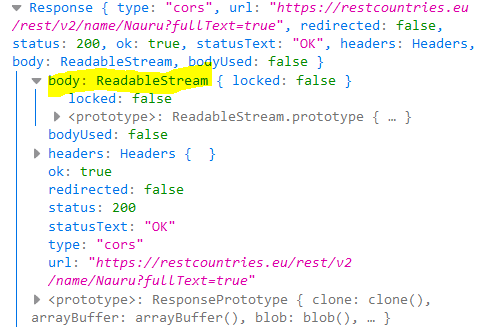 Response { type: "cors", url: "https://restcountries.eu
/rest/v2/name/Nauru?fullText=true", redirected: false,
status: 200, ok: true, statusText: "OK", headers: Headers,
body: ReadableStream, bodyUsed: false }
body: ReadableStream { locked: false }
locked: false
<prototype>: ReadableStream.prototype { … }
bodyUsed: false
headers: Headers {  }
ok: true
redirected: false
status: 200
statusText: "OK"
type: "cors"
url: "https://restcountries.eu/rest/v2
/name/Nauru?fullText=true"
<prototype>: ResponsePrototype { clone: clone(),
arrayBuffer: arrayBuffer(), blob: blob(), … }